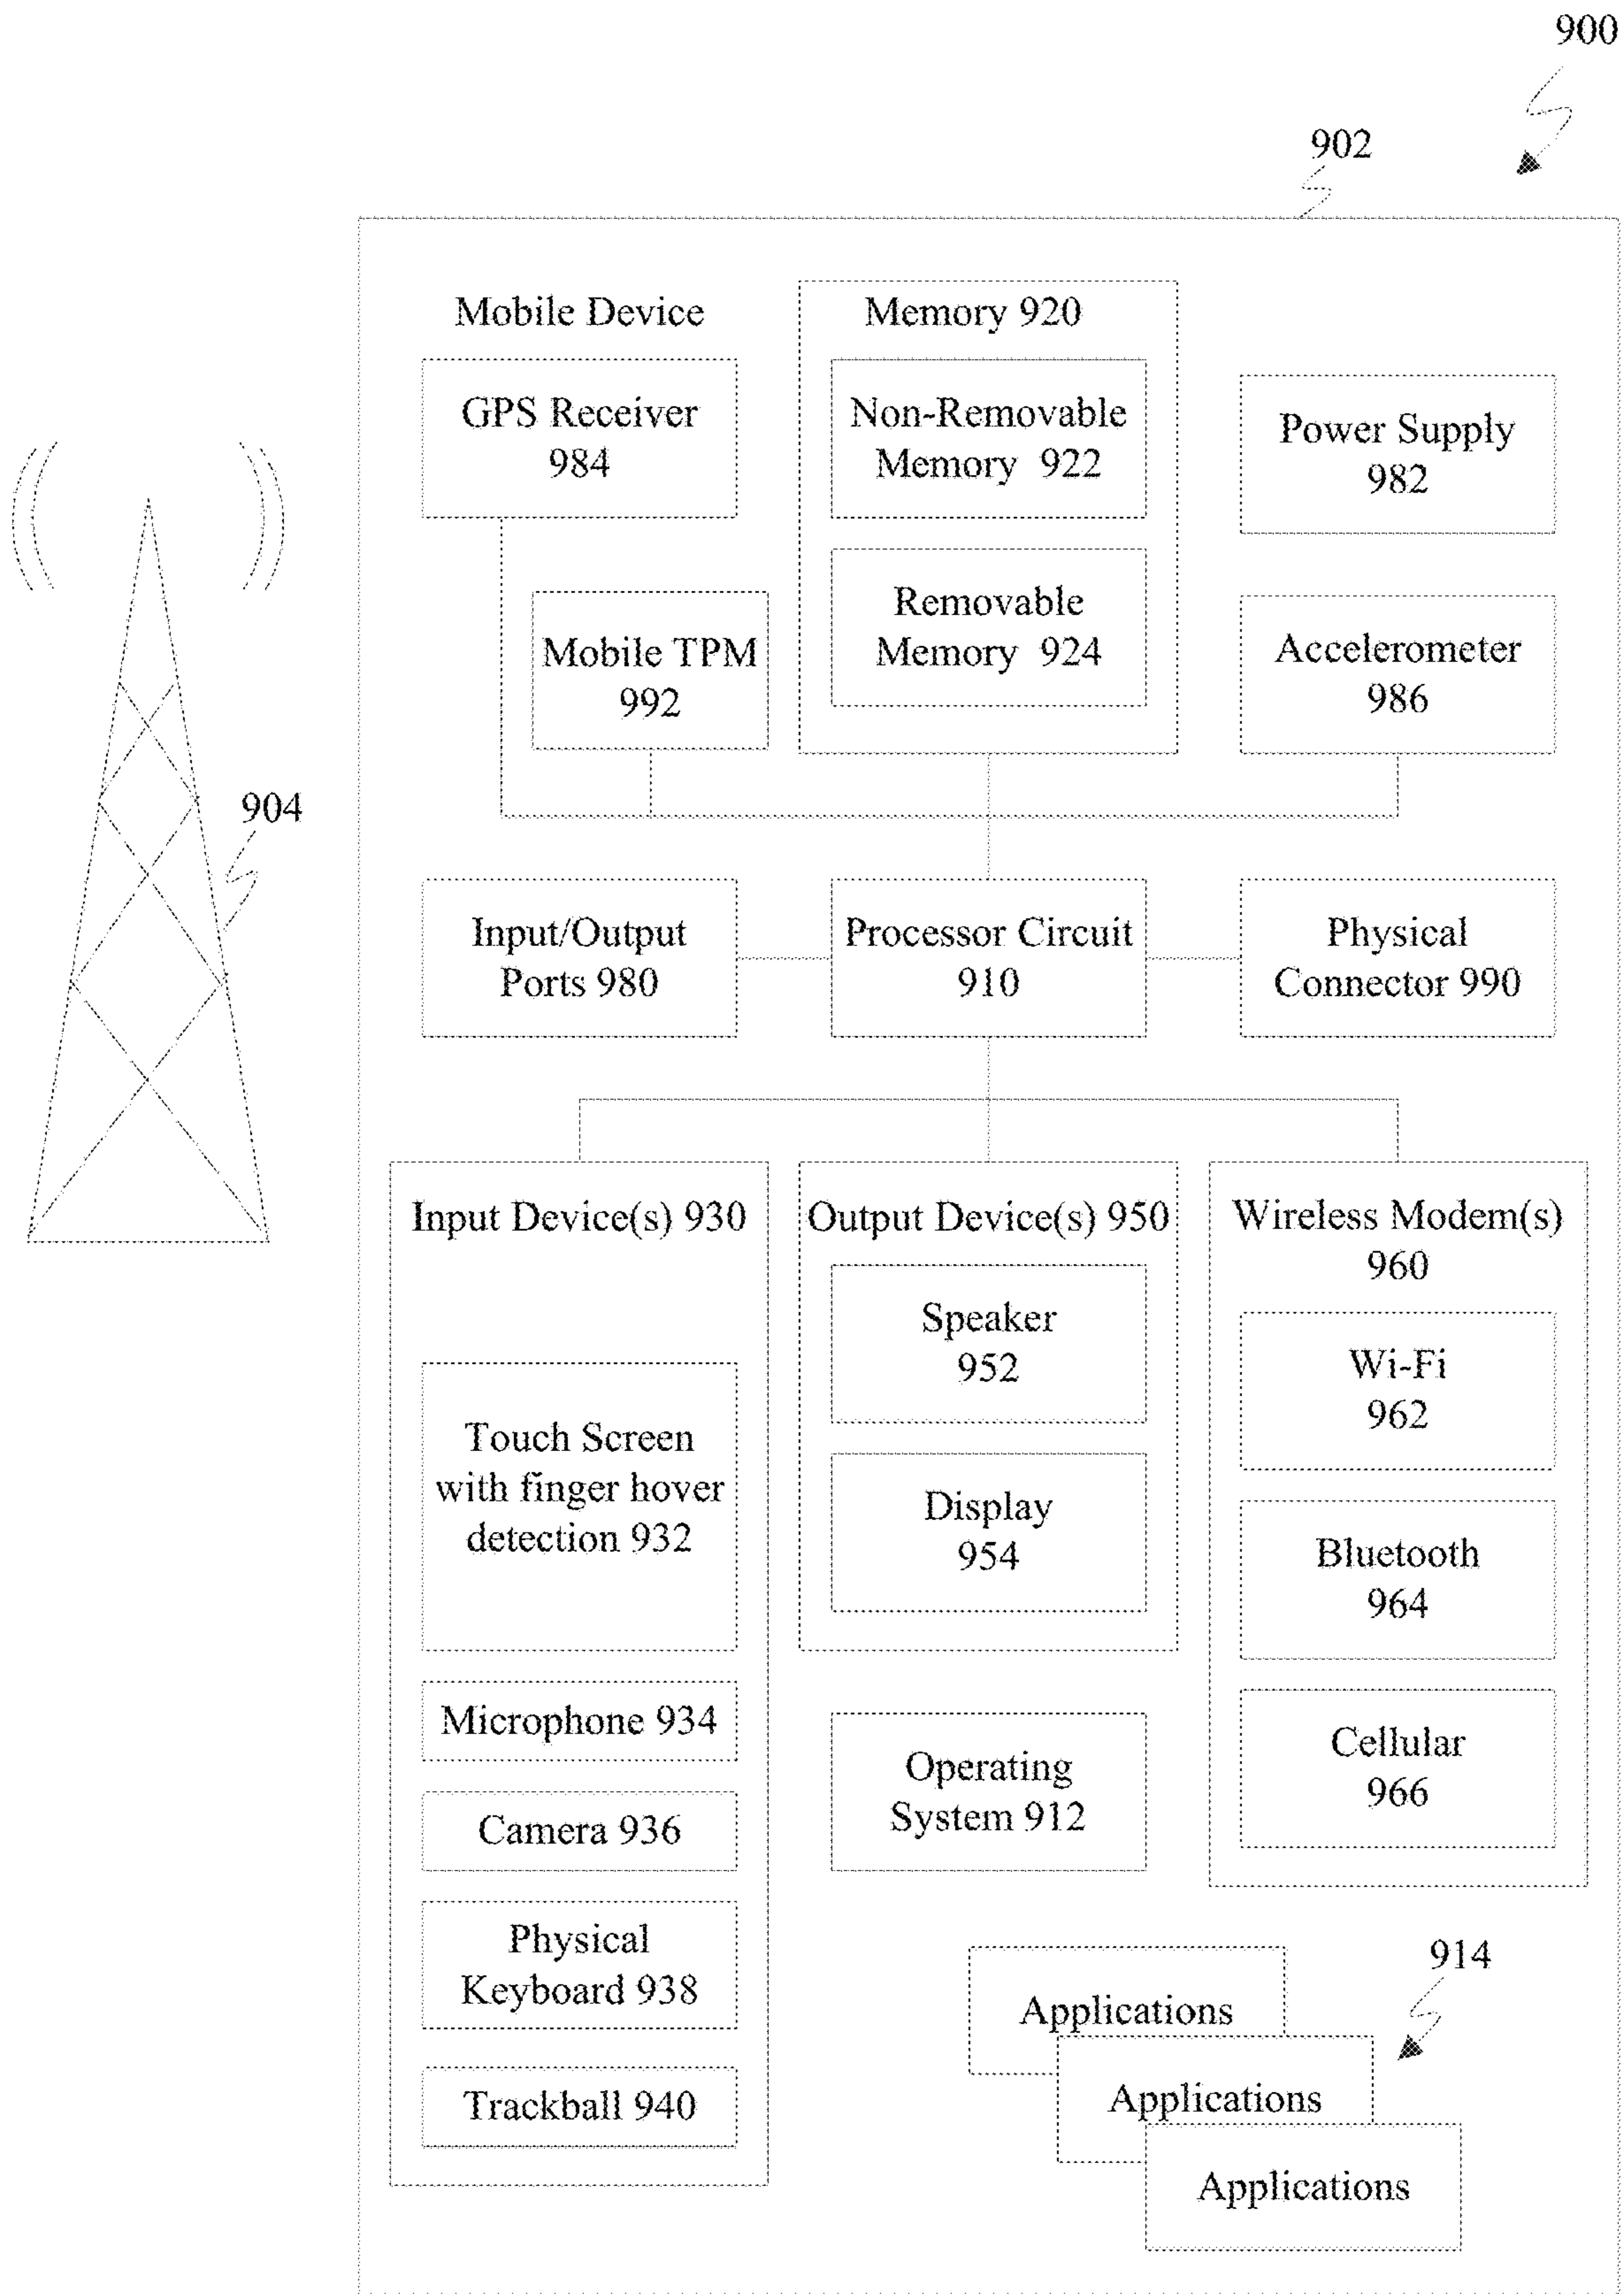 900
902
Mobile Device
Memory 920
GPS Receiver
984
Non-Removable
Memory 922
Power Supply
982
Mobile TPM
992
Removable
Memory 924
Accelerometer
986
904
Input/Output
Ports 980
Processor Circuit
910
Physical
Connector 990
Input Device(s) 930
Touch Screen
with finger hover
detection 932
Microphone 934
Camera 936
Physical
Keyboard 938
Trackball 940
Output Device(s) 950
Speaker
952
Display
954
Operating
System 912
Wireless Modem(s)
960
Wi-Fi
962
Bluetooth
964
Cellular
966
914
Applications
Applications
Applications